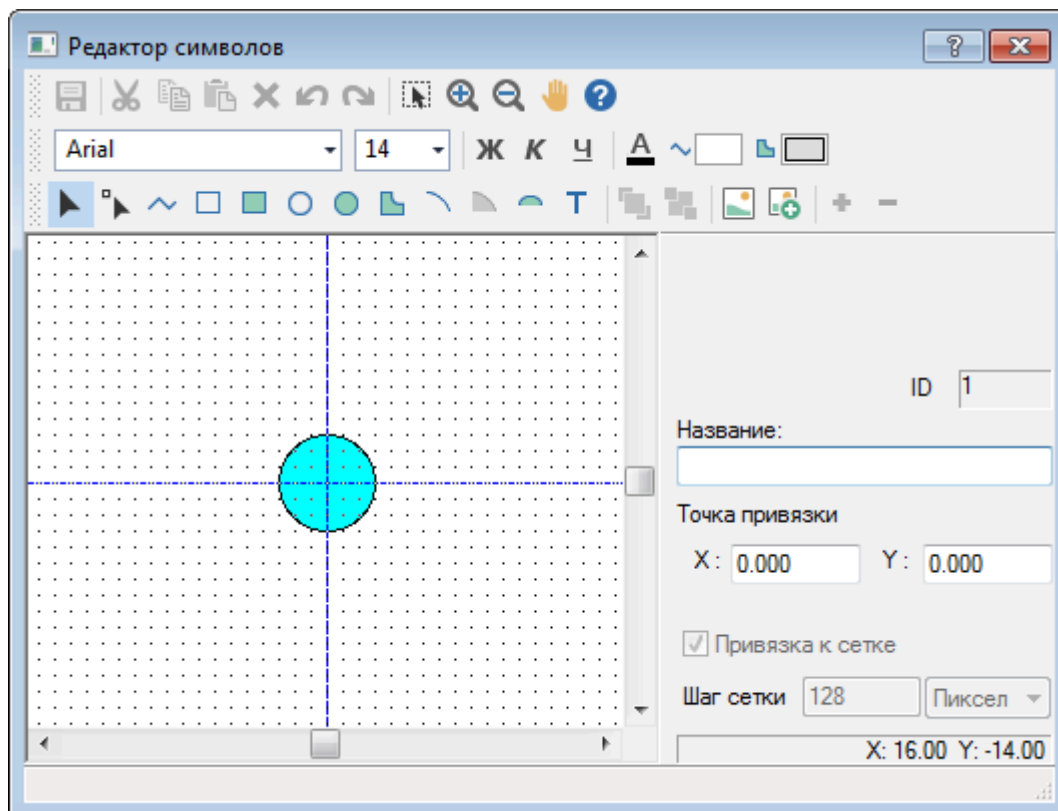 Редактор символов
Arial 14 Ж К Ч А
Т
ID 1
Название:
Точка привязки
X : 0.000 Y : 0.000
Привязка к сетке
Шаг сетки 128 Пиксел
X: 16.00 Y: -14.00